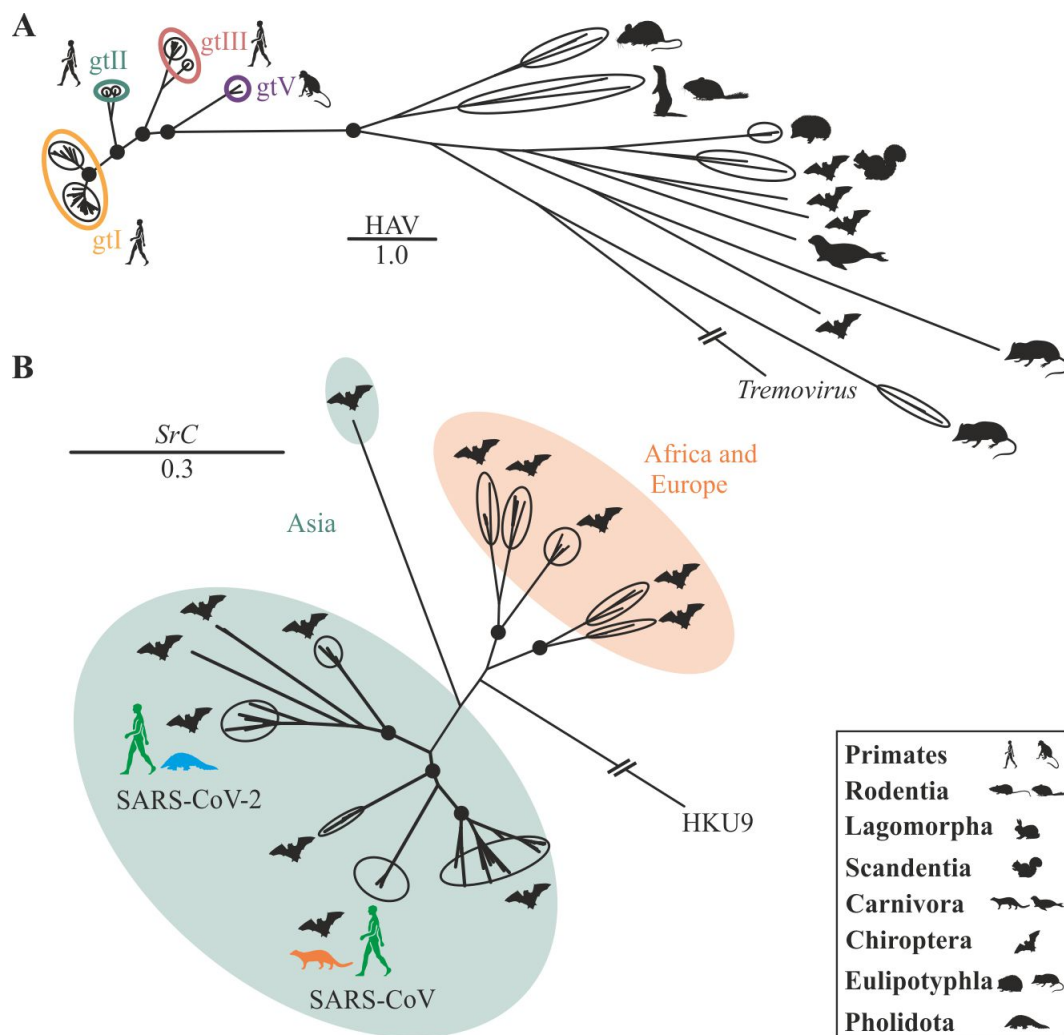 A
gtII
gtIII
gtV
gtI
HAV
1.0
Tremovirus
B
SrC
0.3
Asia
Africa and
Europe
SARS-CoV-2
HKU9
SARS-CoV
Primates
Rodentia
Lagomorpha
Scandentia
Carnivora
Chiroptera
Eulipotyphla
Pholidota